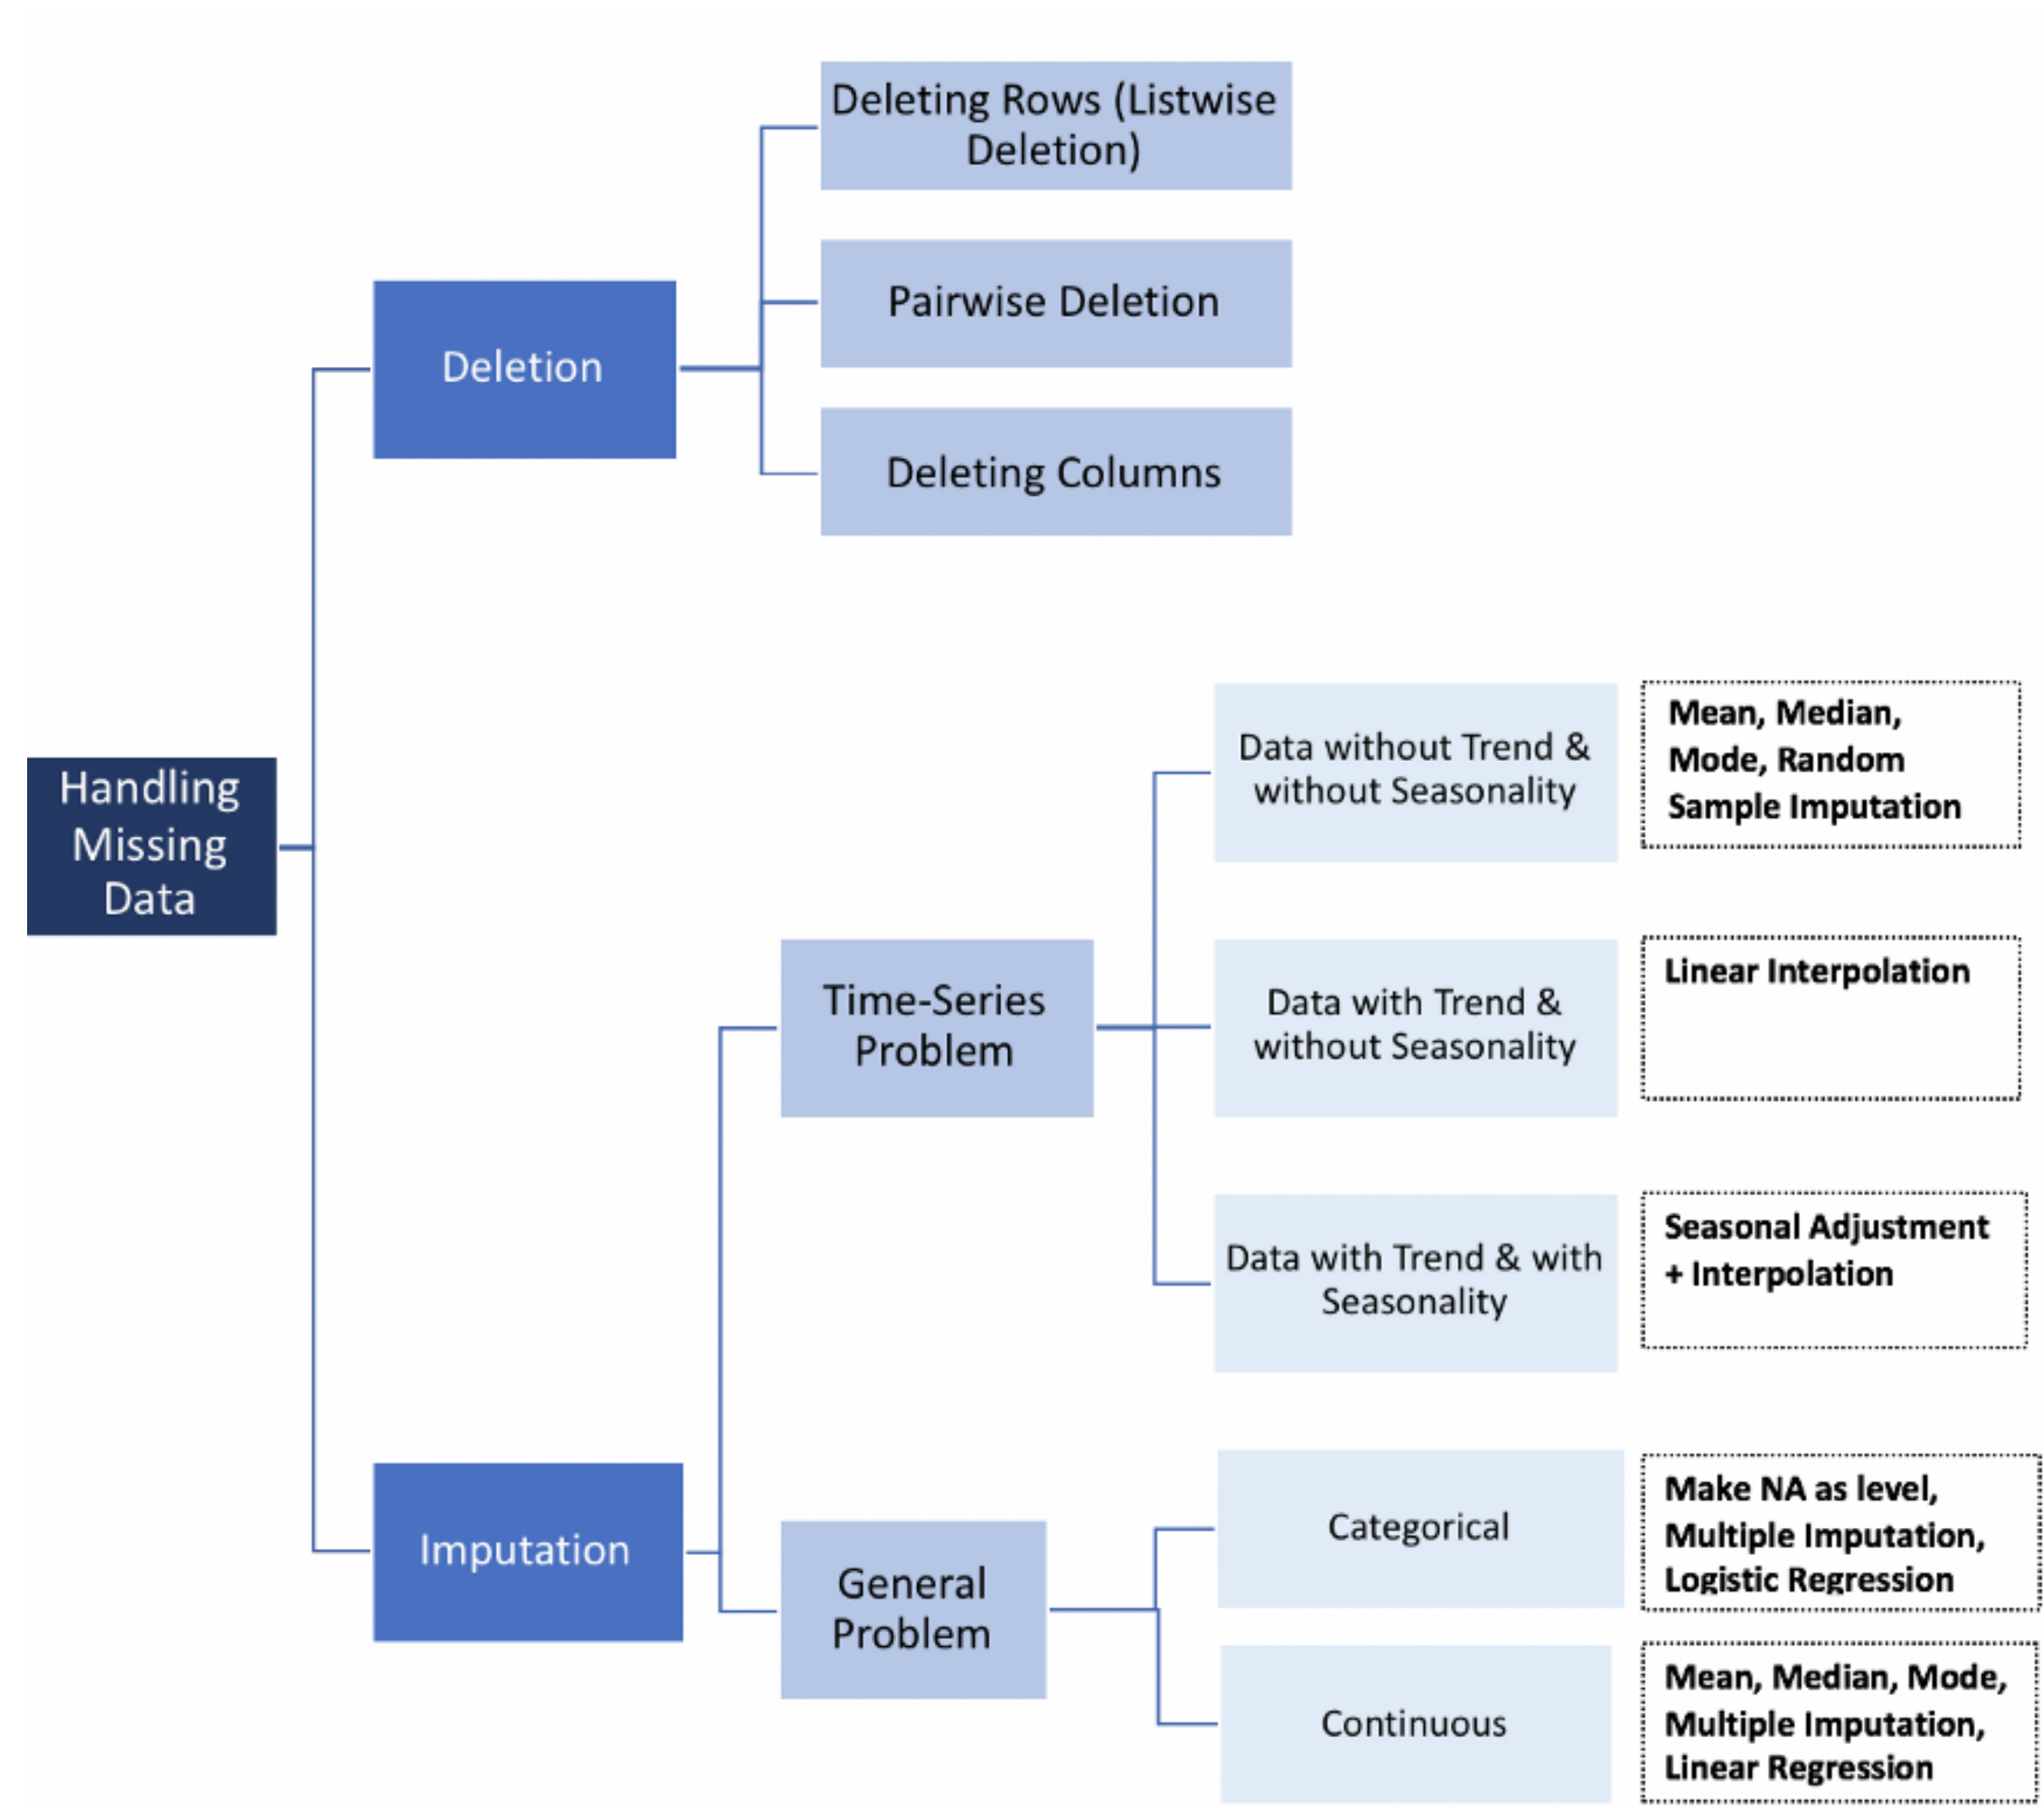 Deleting Rows (Listwise
Deletion)
Pairwise Deletion
Deletion
Deleting Columns
Handling
Missing
Data
Data without Trend &
without Seasonality
Mean, Median,
Mode, Random
Sample Imputation
Time-Series
Problem
Data with Trend &
without Seasonality
Linear Interpolation
Data with Trend & with
Seasonality
Seasonal Adjustment
+ Interpolation
Imputation
General
Problem
Categorical
Make NA as level,
Multiple Imputation,
Logistic Regression
Continuous
Mean, Median, Mode,
Multiple Imputation,
Linear Regression